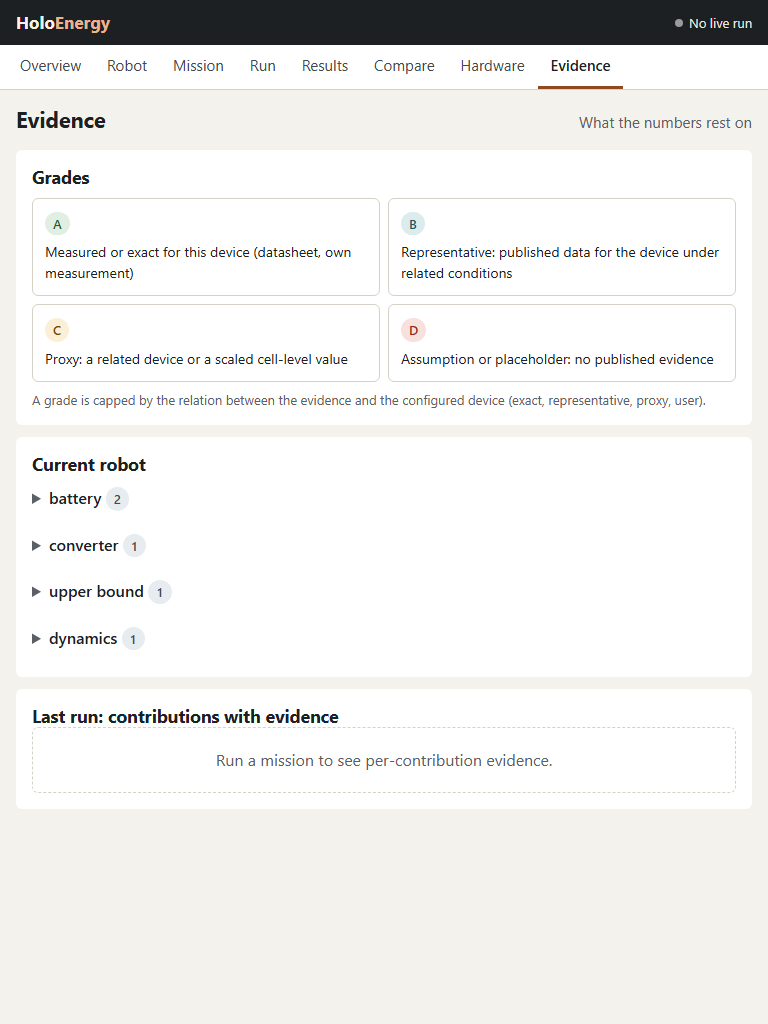 HoloEnergy
No live run
Overview Robot Mission Run Results Compare Hardware Evidence
Evidence
What the numbers rest on
Grades
A
Measured or exact for this device (datasheet, own
measurement)
B
Representative: published data for the device under
related conditions
C
Proxy: a related device or a scaled cell-level value
D
Assumption or placeholder: no published evidence
A grade is capped by the relation between the evidence and the configured device (exact, representative, proxy, user).
Current robot
battery 2
converter 1
upper bound 1
dynamics 1
Last run: contributions with evidence
Run a mission to see per-contribution evidence.